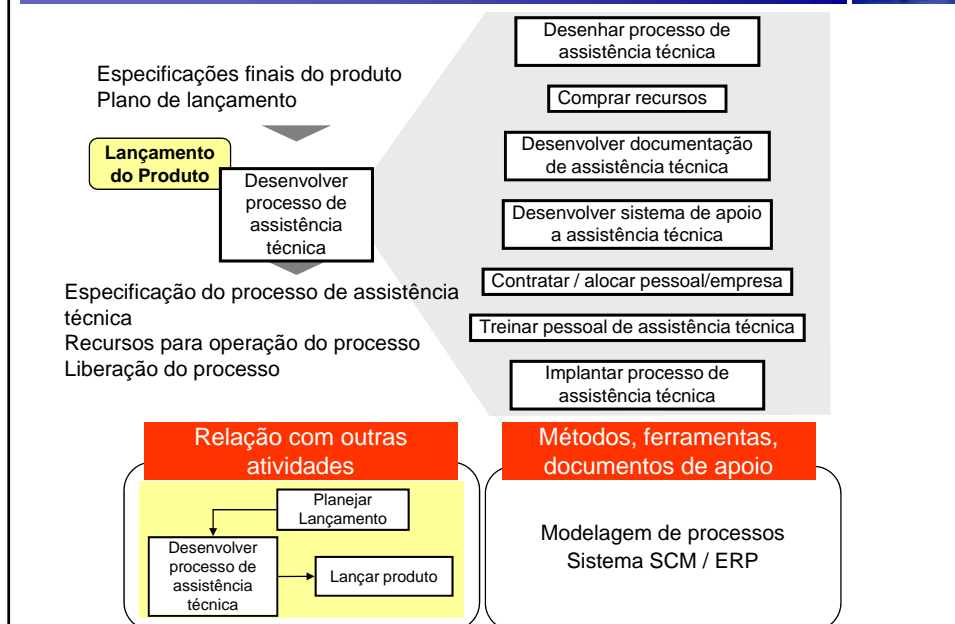 Especificações finais do produto
Plano de lançamento
Lançamento
do Produto
Desenvolver
processo de
assistência
técnica
Especificação do processo de assistência
técnica
Recursos para operação do processo
Liberação do processo
Desenhar processo de
assistência técnica
Comprar recursos
Desenvolver documentação
de assistência técnica
Desenvolver sistema de apoio
a assistência técnica
Contratar / alocar pessoal/empresa
Treinar pessoal de assistência técnica
Implantar processo de
assistência técnica
Relação com outras
atividades
Planejar
Lançamento
Desenvolver
processo de
assistência
técnica
Lançar produto
Métodos, ferramentas,
documentos de apoio
Modelagem de processos
Sistema SCM / ERP